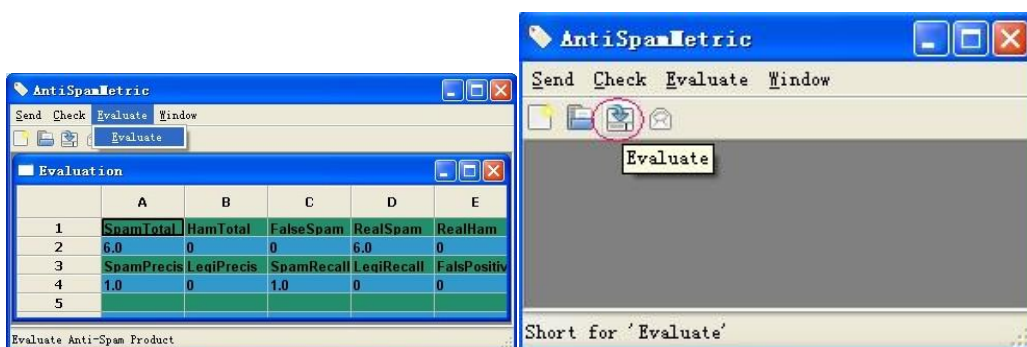 AntiSpamMetric
Send Check Evaluate Window
Evaluate
Evaluation
A B C D E
1 SpamTotal HamTotal FalseSpam RealSpam RealHam
2 6.0 0 0 6.0 0
3 SpamPrecis LegiPrecis SpamRecall LegiRecall FalsPositiv
4 1.0 0 1.0 0 0
5
Evaluate Anti-Spam Product
AntiSpamMetric
Send Check Evaluate Window
Evaluate
Short for 'Evaluate'